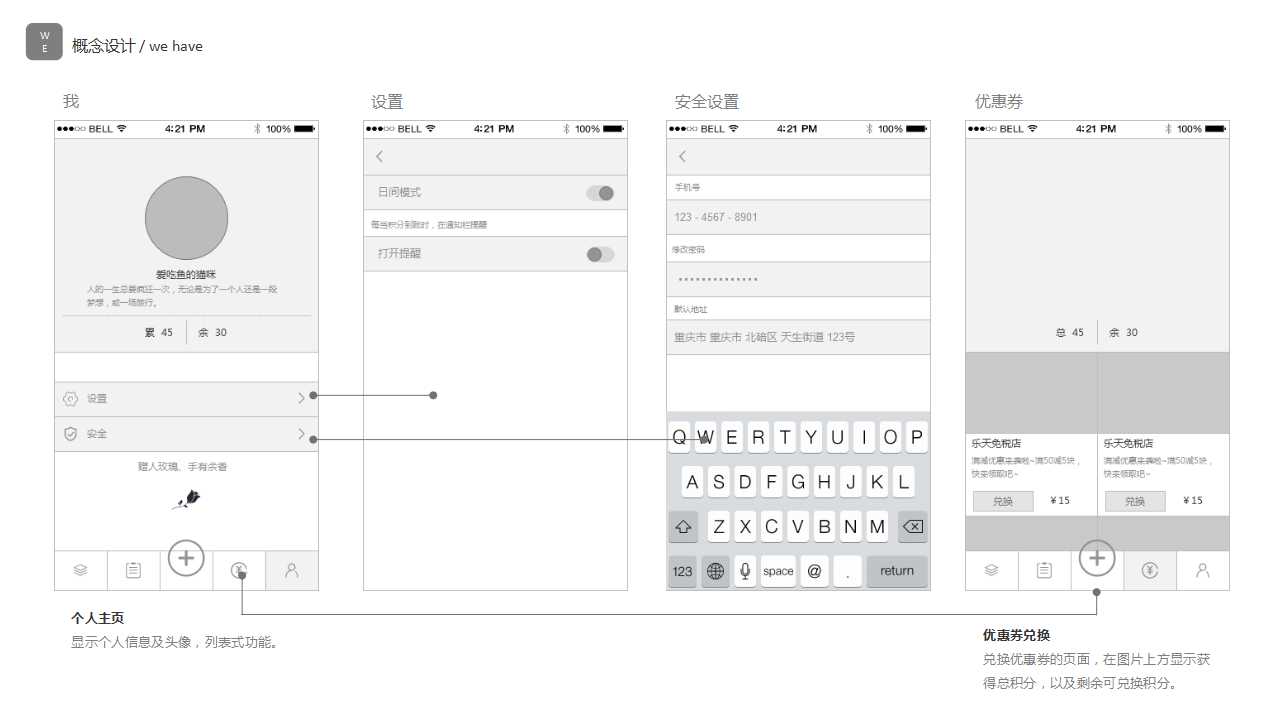 W
E
概念设计 / we have
我
BELL 4:21 PM 100%
爱吃鱼的猫咪
人的一生总要疯狂一次，无论是为了一个人还是一段
梦想，或一场旅行。
累 45 余 30
设置
安全
赠人玫瑰、手有余香
¥
个人主页
显示个人信息及头像，列表式功能。
设置
BELL 4:21 PM 100%
日间模式
每当积分到账时，在通知栏提醒
打开提醒
安全设置
BELL 4:21 PM 100%
手机号
123 - 4567 - 8901
修改密码
默认地址
重庆市 重庆市 北碚区 天生街道 123号
Q W E R T Y U I O P
A S D F G H J K L
Z X C V B N M
123 space @ . return
优惠券
BELL 4:21 PM 100%
总 45 余 30
乐天免税店 乐天免税店
满减优惠来袭啦~满50减5块， 满减优惠来袭啦~满50减5块，
快来领取吧~ 快来领取吧~
兑换 ¥ 15 兑换 ¥ 15
¥
优惠券兑换
兑换优惠券的页面，在图片上方显示获
得总积分，以及剩余可兑换积分。